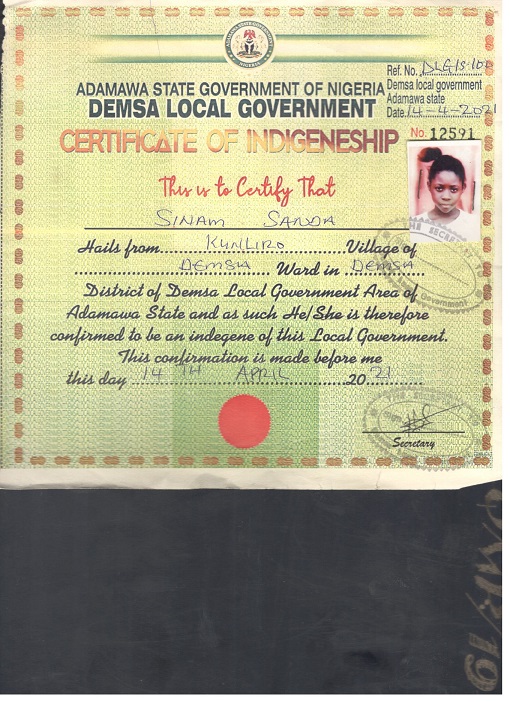 Ref. No. DLG/S/100
ADAMAWA STATE GOVERNMENT OF NIGERIA
Demsa local government
DEMSA LOCAL GOVERNMENT
Adamawa state
Date 14-4-2021
CERTIFICATE OF INDIGENESHIP
No. 12591
This is to Certify That
SINAM SANDA
Hails from KUNLIRO Village of
DEMSA Ward in DEMSA
District of Demsa Local Government Area of
Adamawa State and as such He/She is therefore
confirmed to be an indegene of this Local Government.
This confirmation is made before me
this day 14TH APRIL 2021
THE SECRETARY
Secretary